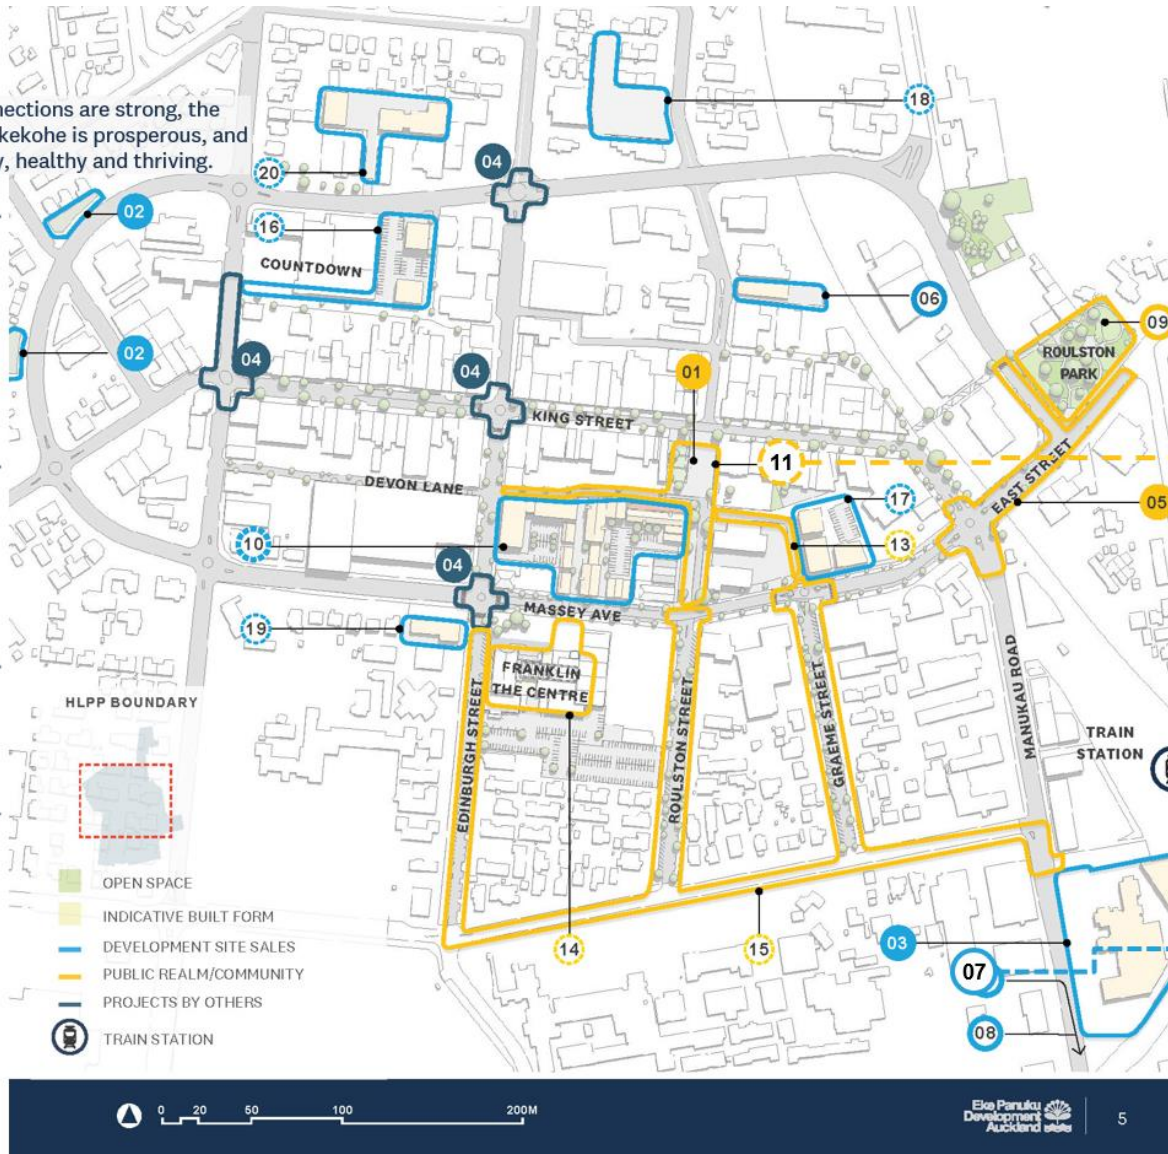 nections are strong, the
kekohe is prosperous, and
y, healthy and thriving.
18
04
20
02
16
COUNTDOWN
06
09
ROULSTON
PARK
02
04
04
01
KING STREET
11
DEVON LANE
17
EAST STREET
05
10
13
04
MASSEY AVE
19
FRANKLIN
THE CENTRE
EDINBURGH STREET
ROULSTON STREET
GRAEME STREET
MANUKAU ROAD
TRAIN
STATION
HLPP BOUNDARY
OPEN SPACE
INDICATIVE BUILT FORM
DEVELOPMENT SITE SALES
PUBLIC REALM/COMMUNITY
PROJECTS BY OTHERS
TRAIN STATION
14
15
03
07
08
0 20 50 100 200M
Eke Panuku
Development
Auckland
5